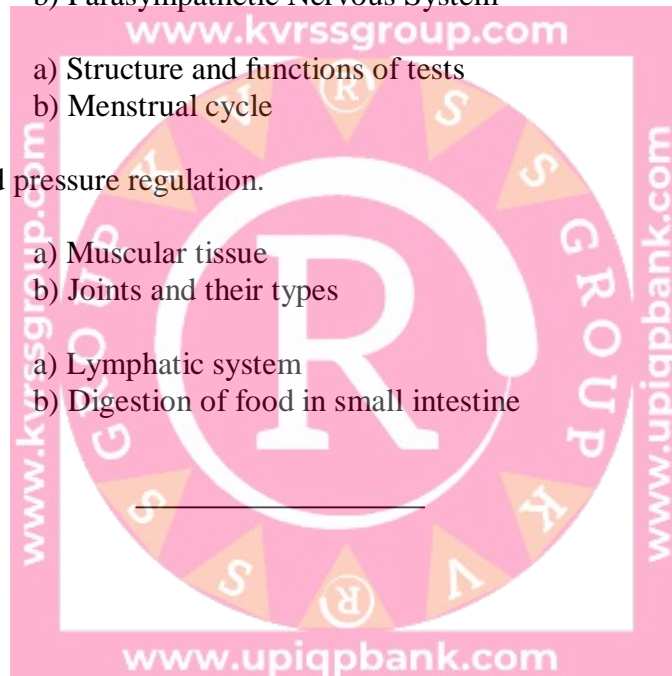 b) Parasympathetic Nervous System
www.kvrssgroup.com
a) Structure and functions of tests
b) Menstrual cycle
pressure regulation.
a) Muscular tissue
b) Joints and their types
a) Lymphatic system
b) Digestion of food in small intestine
www.kvrssgroup.com
www.upiqpbank.com
K V R S S GROUP
R
K V R S S GROUP
www.upiqpbank.com